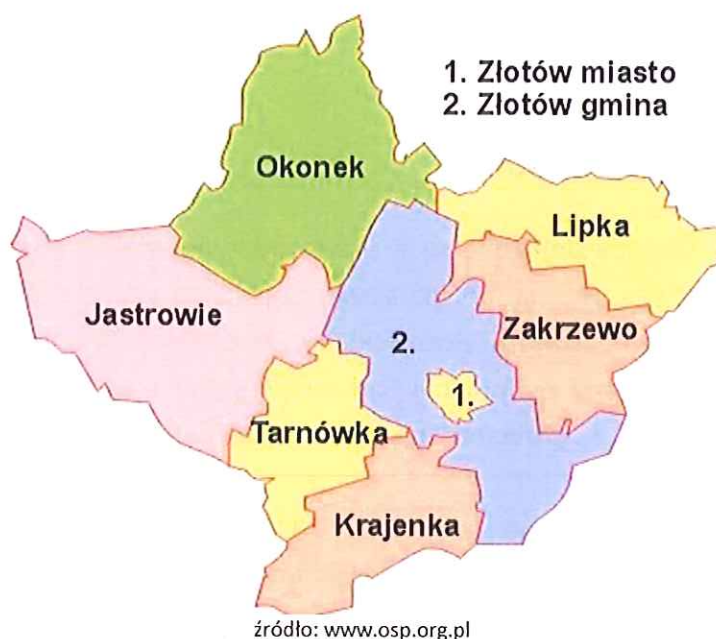 1. Złotów miasto
2. Złotów gmina
Okonek
Lipka
Jastrowie
Zakrzewo
2.
1.
Tarnówka
Krajenka
źródło: www.osp.org.pl